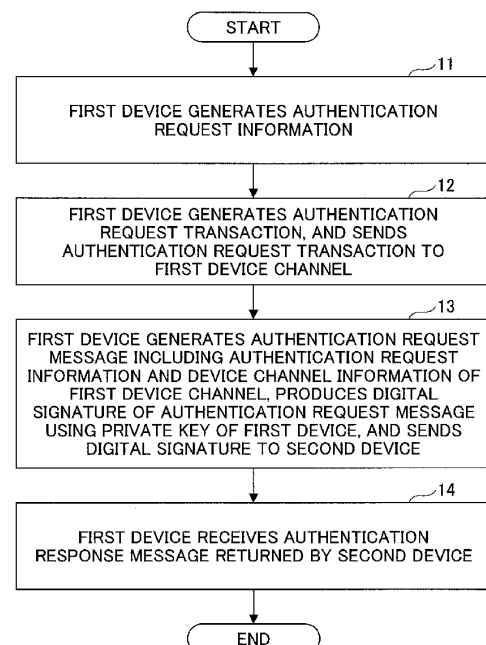 START
11
FIRST DEVICE GENERATES AUTHENTICATION
REQUEST INFORMATION
12
FIRST DEVICE GENERATES AUTHENTICATION
REQUEST TRANSACTION, AND SENDS
AUTHENTICATION REQUEST TRANSACTION TO
FIRST DEVICE CHANNEL
13
FIRST DEVICE GENERATES AUTHENTICATION REQUEST
MESSAGE INCLUDING AUTHENTICATION REQUEST
INFORMATION AND DEVICE CHANNEL INFORMATION OF
FIRST DEVICE CHANNEL, PRODUCES DIGITAL
SIGNATURE OF AUTHENTICATION REQUEST MESSAGE
USING PRIVATE KEY OF FIRST DEVICE, AND SENDS
DIGITAL SIGNATURE TO SECOND DEVICE
14
FIRST DEVICE RECEIVES AUTHENTICATION
RESPONSE MESSAGE RETURNED BY SECOND DEVICE
END